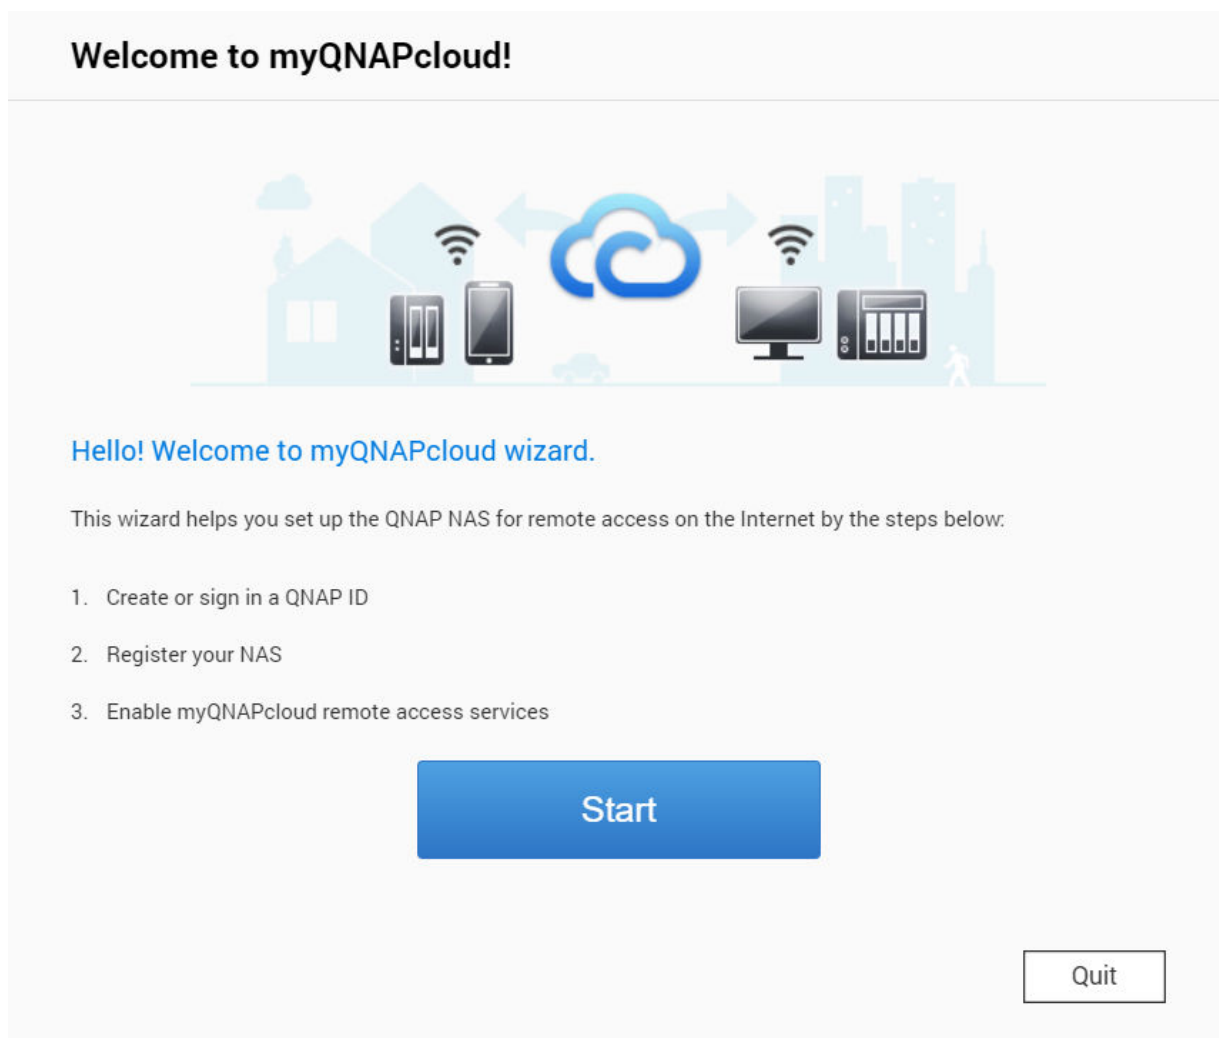 Welcome to myQNAPcloud!
Hello! Welcome to myQNAPcloud wizard.
This wizard helps you set up the QNAP NAS for remote access on the Internet by the steps below:
1. Create or sign in a QNAP ID
2. Register your NAS
3. Enable myQNAPcloud remote access services
Start
Quit